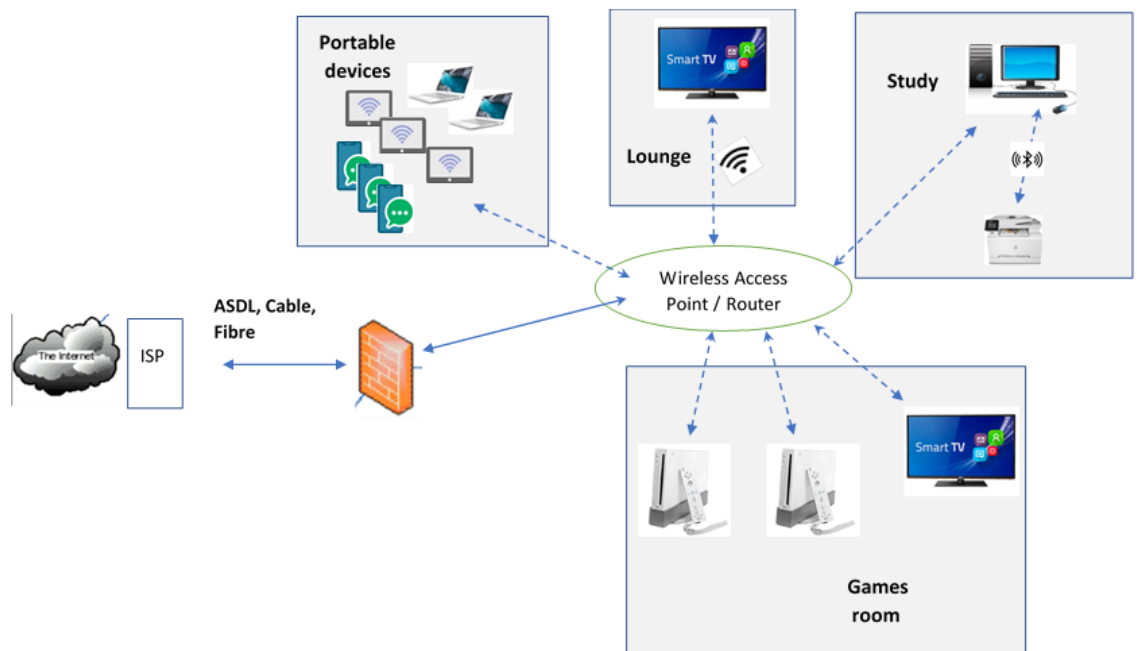 Portable
devices
Smart TV
Lounge
Study
Wireless Access
Point / Router
ASDL, Cable,
Fibre
The Internet
ISP
Smart TV
Games
room